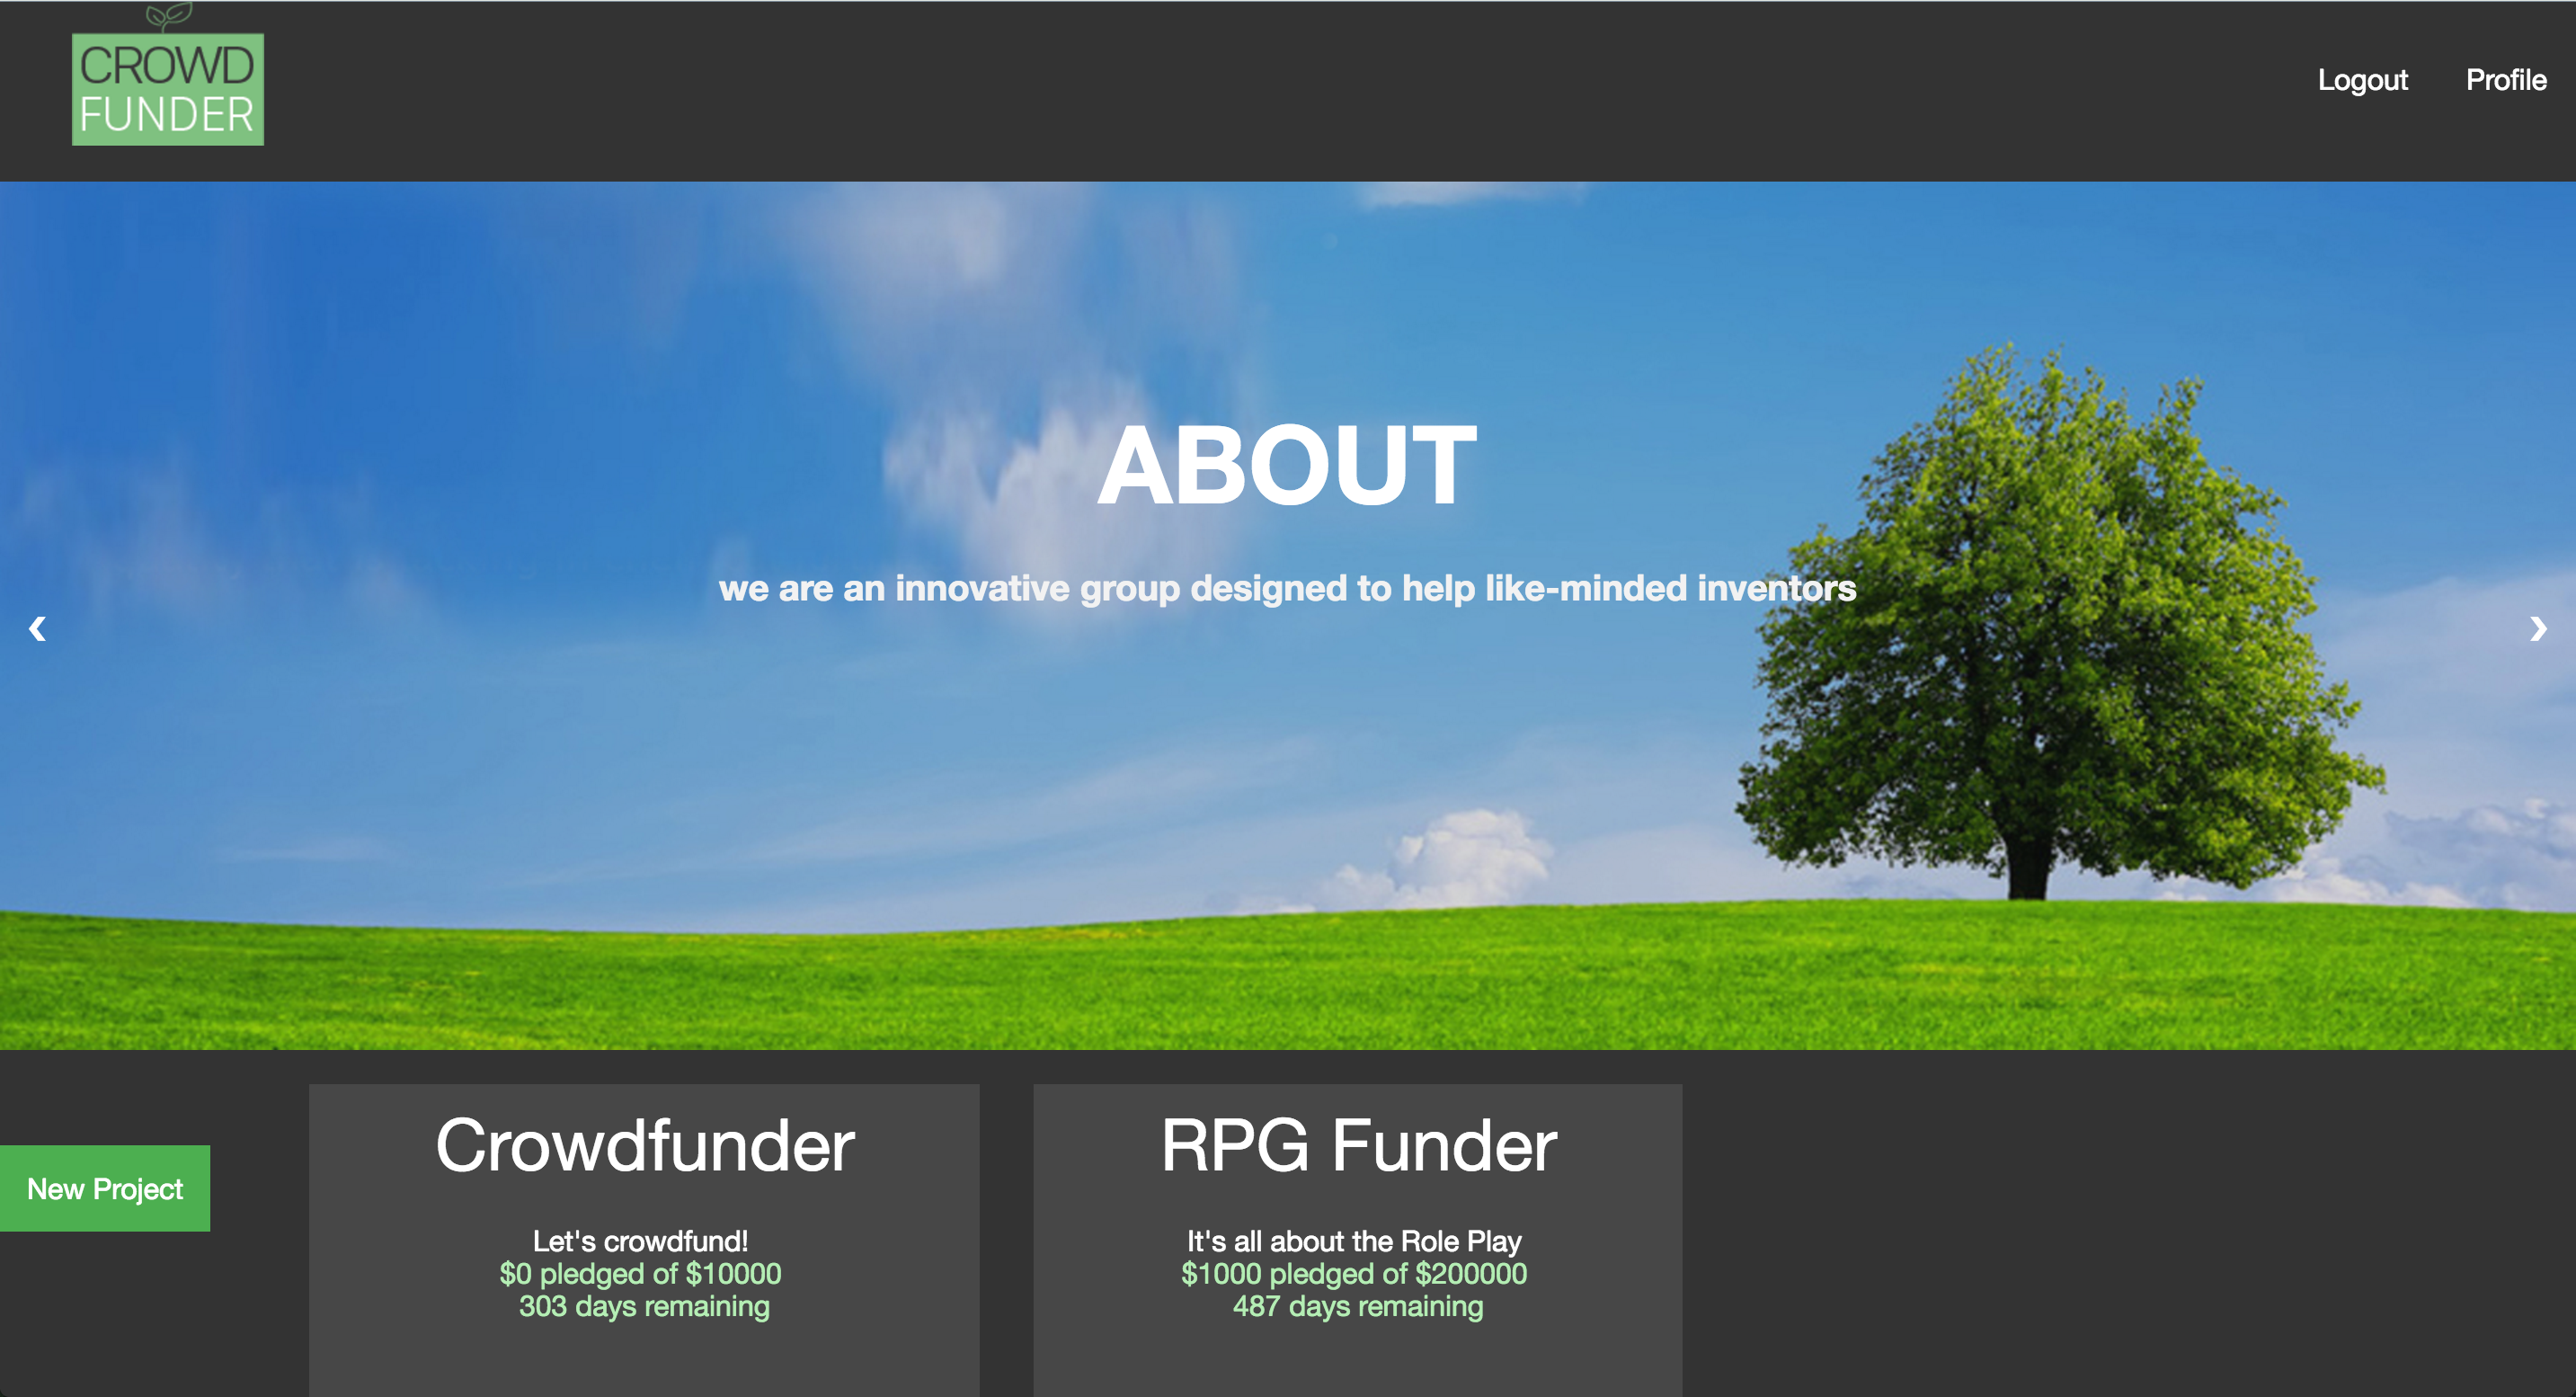 CROWD
FUNDER
Logout Profile
ABOUT
we are an innovative group designed to help like-minded inventors
‹ ›
New Project
Crowdfunder
Let's crowdfund!
$0 pledged of $10000
303 days remaining
RPG Funder
It's all about the Role Play
$1000 pledged of $200000
487 days remaining